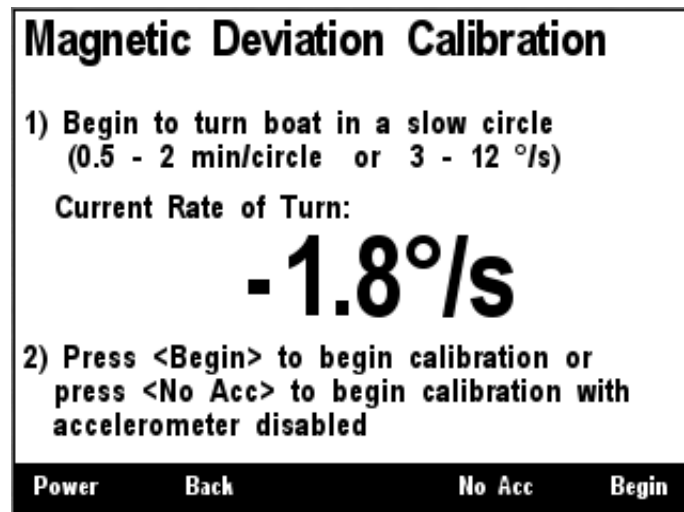 Magnetic Deviation Calibration
1) Begin to turn boat in a slow circle
(0.5 - 2 min/circle or 3 - 12 °/s)
Current Rate of Turn:
-1.8°/s
2) Press <Begin> to begin calibration or
press <No Acc> to begin calibration with
accelerometer disabled
Power Back No Acc Begin